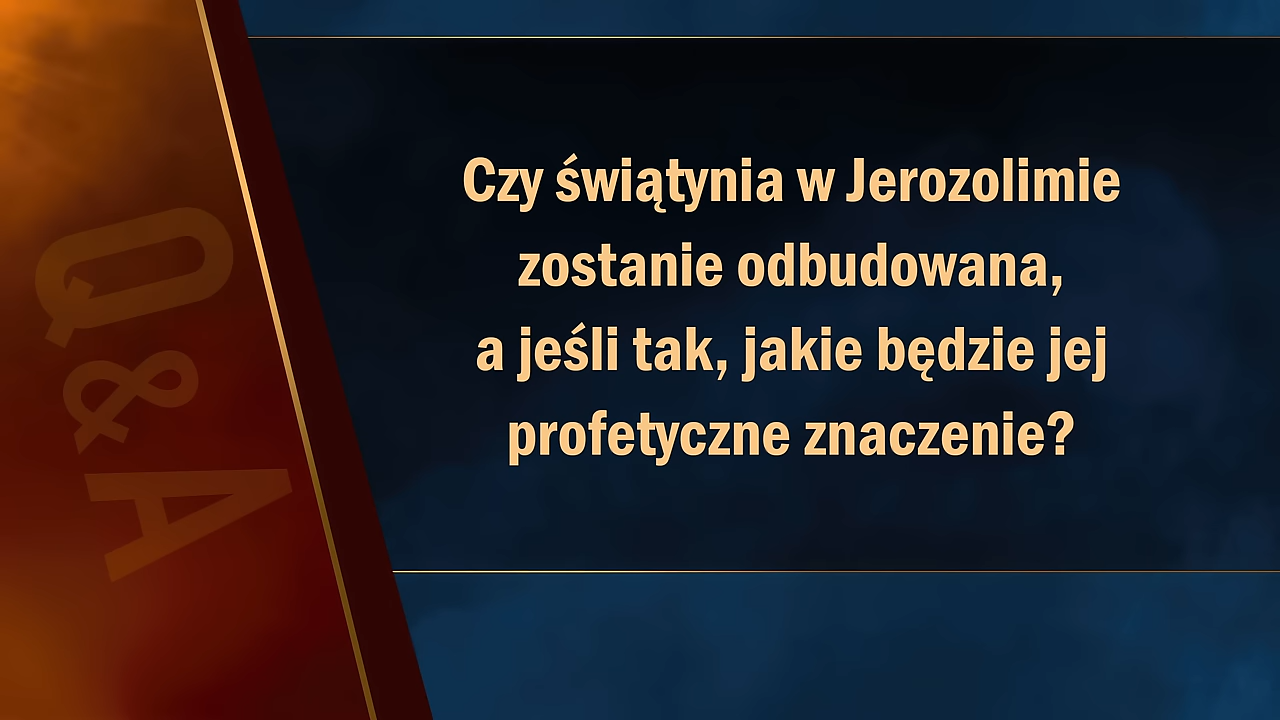 Q & A
Czy świątynia w Jerozolimie
zostanie odbudowana,
a jeśli tak, jakie będzie jej
profetyczne znaczenie?